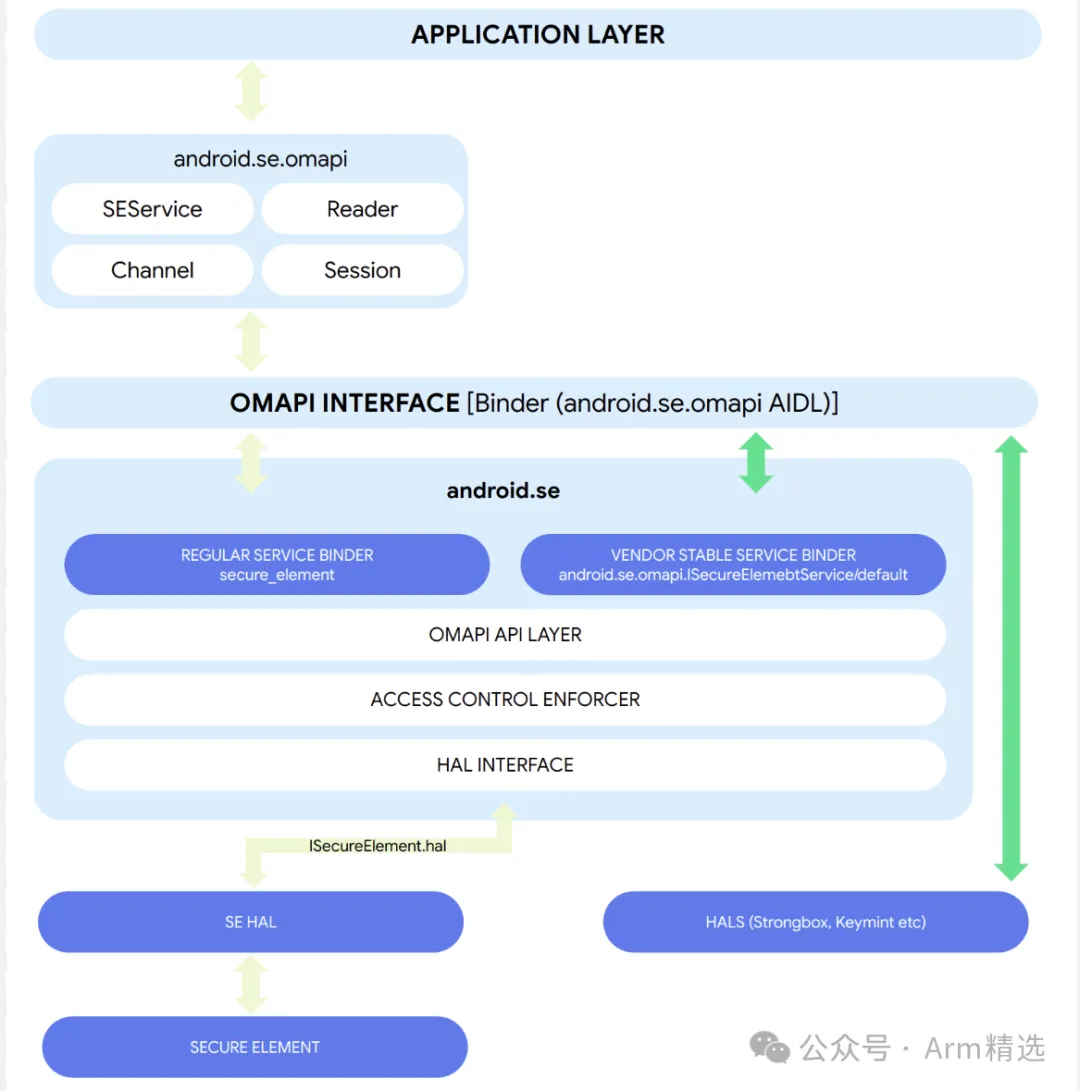 APPLICATION LAYER
android.se.omapi
SEService
Reader
Channel
Session
OMAPI INTERFACE [Binder (android.se.omapi AIDL)]
android.se
REGULAR SERVICE BINDER
secure_element
VENDOR STABLE SERVICE BINDER
android.se.omapi.ISecureElemebtService/default
OMAPI API LAYER
ACCESS CONTROL ENFORCER
HAL INTERFACE
ISecureElement.hal
SE HAL
HALS (Strongbox, Keymint etc)
SECURE ELEMENT
公众号 · Arm精选